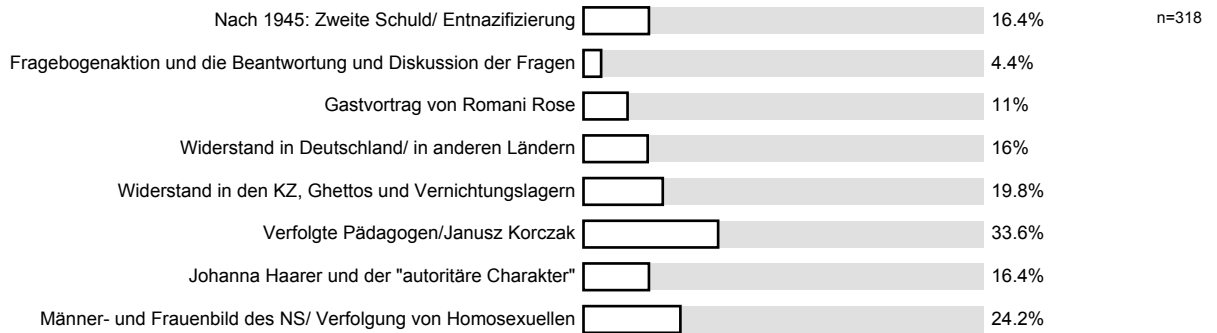 Nach 1945: Zweite Schuld/ Entnazifizierung 16.4% n=318
Fragebogenaktion und die Beantwortung und Diskussion der Fragen 4.4%
Gastvortrag von Romani Rose 11%
Widerstand in Deutschland/ in anderen Ländern 16%
Widerstand in den KZ, Ghettos und Vernichtungslagern 19.8%
Verfolgte Pädagogen/Janusz Korczak 33.6%
Johanna Haarer und der "autoritäre Charakter" 16.4%
Männer- und Frauenbild des NS/ Verfolgung von Homosexuellen 24.2%